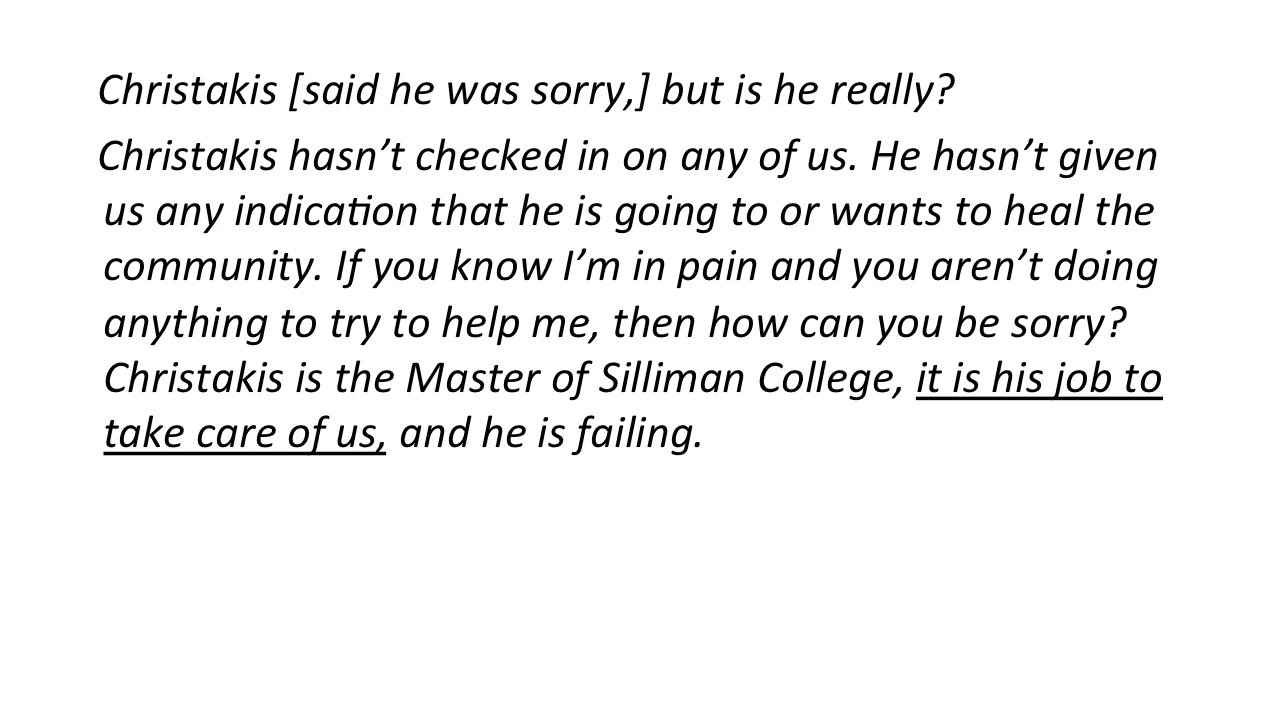 Christakis [said he was sorry,] but is he really?
Christakis hasn’t checked in on any of us. He hasn’t given
us any indication that he is going to or wants to heal the
community. If you know I’m in pain and you aren’t doing
anything to try to help me, then how can you be sorry?
Christakis is the Master of Silliman College, it is his job to
take care of us, and he is failing.